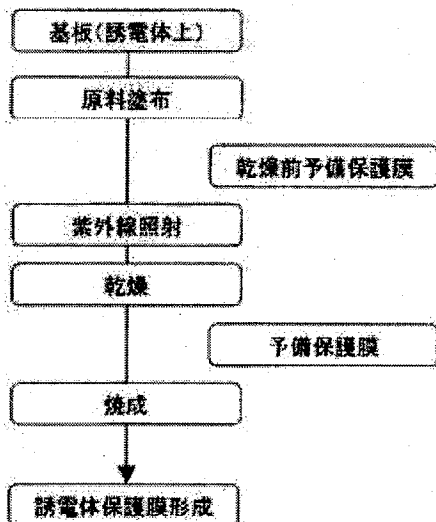 基板(誘電体上)
原料塗布
乾燥前予備保護膜
紫外線照射
乾燥
予備保護膜
焼成
誘電体保護膜形成